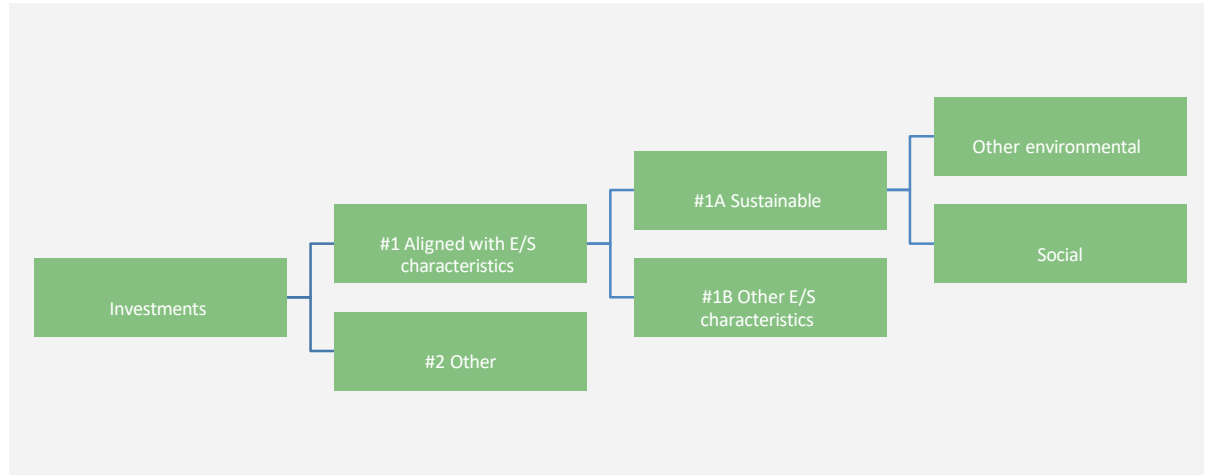 Investments
#1 Aligned with E/S
characteristics
#2 Other
#1A Sustainable
#1B Other E/S
characteristics
Other environmental
Social